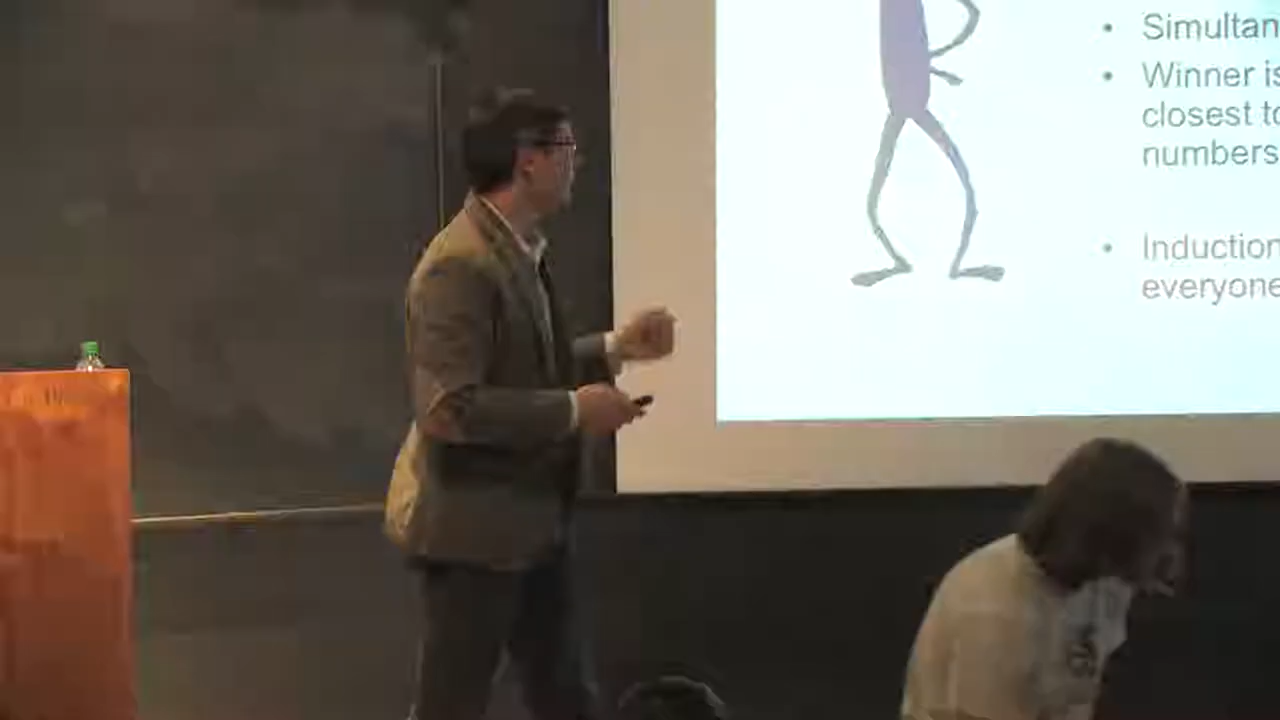 • Simultan
• Winner is
closest to
numbers
• Induction
everyone